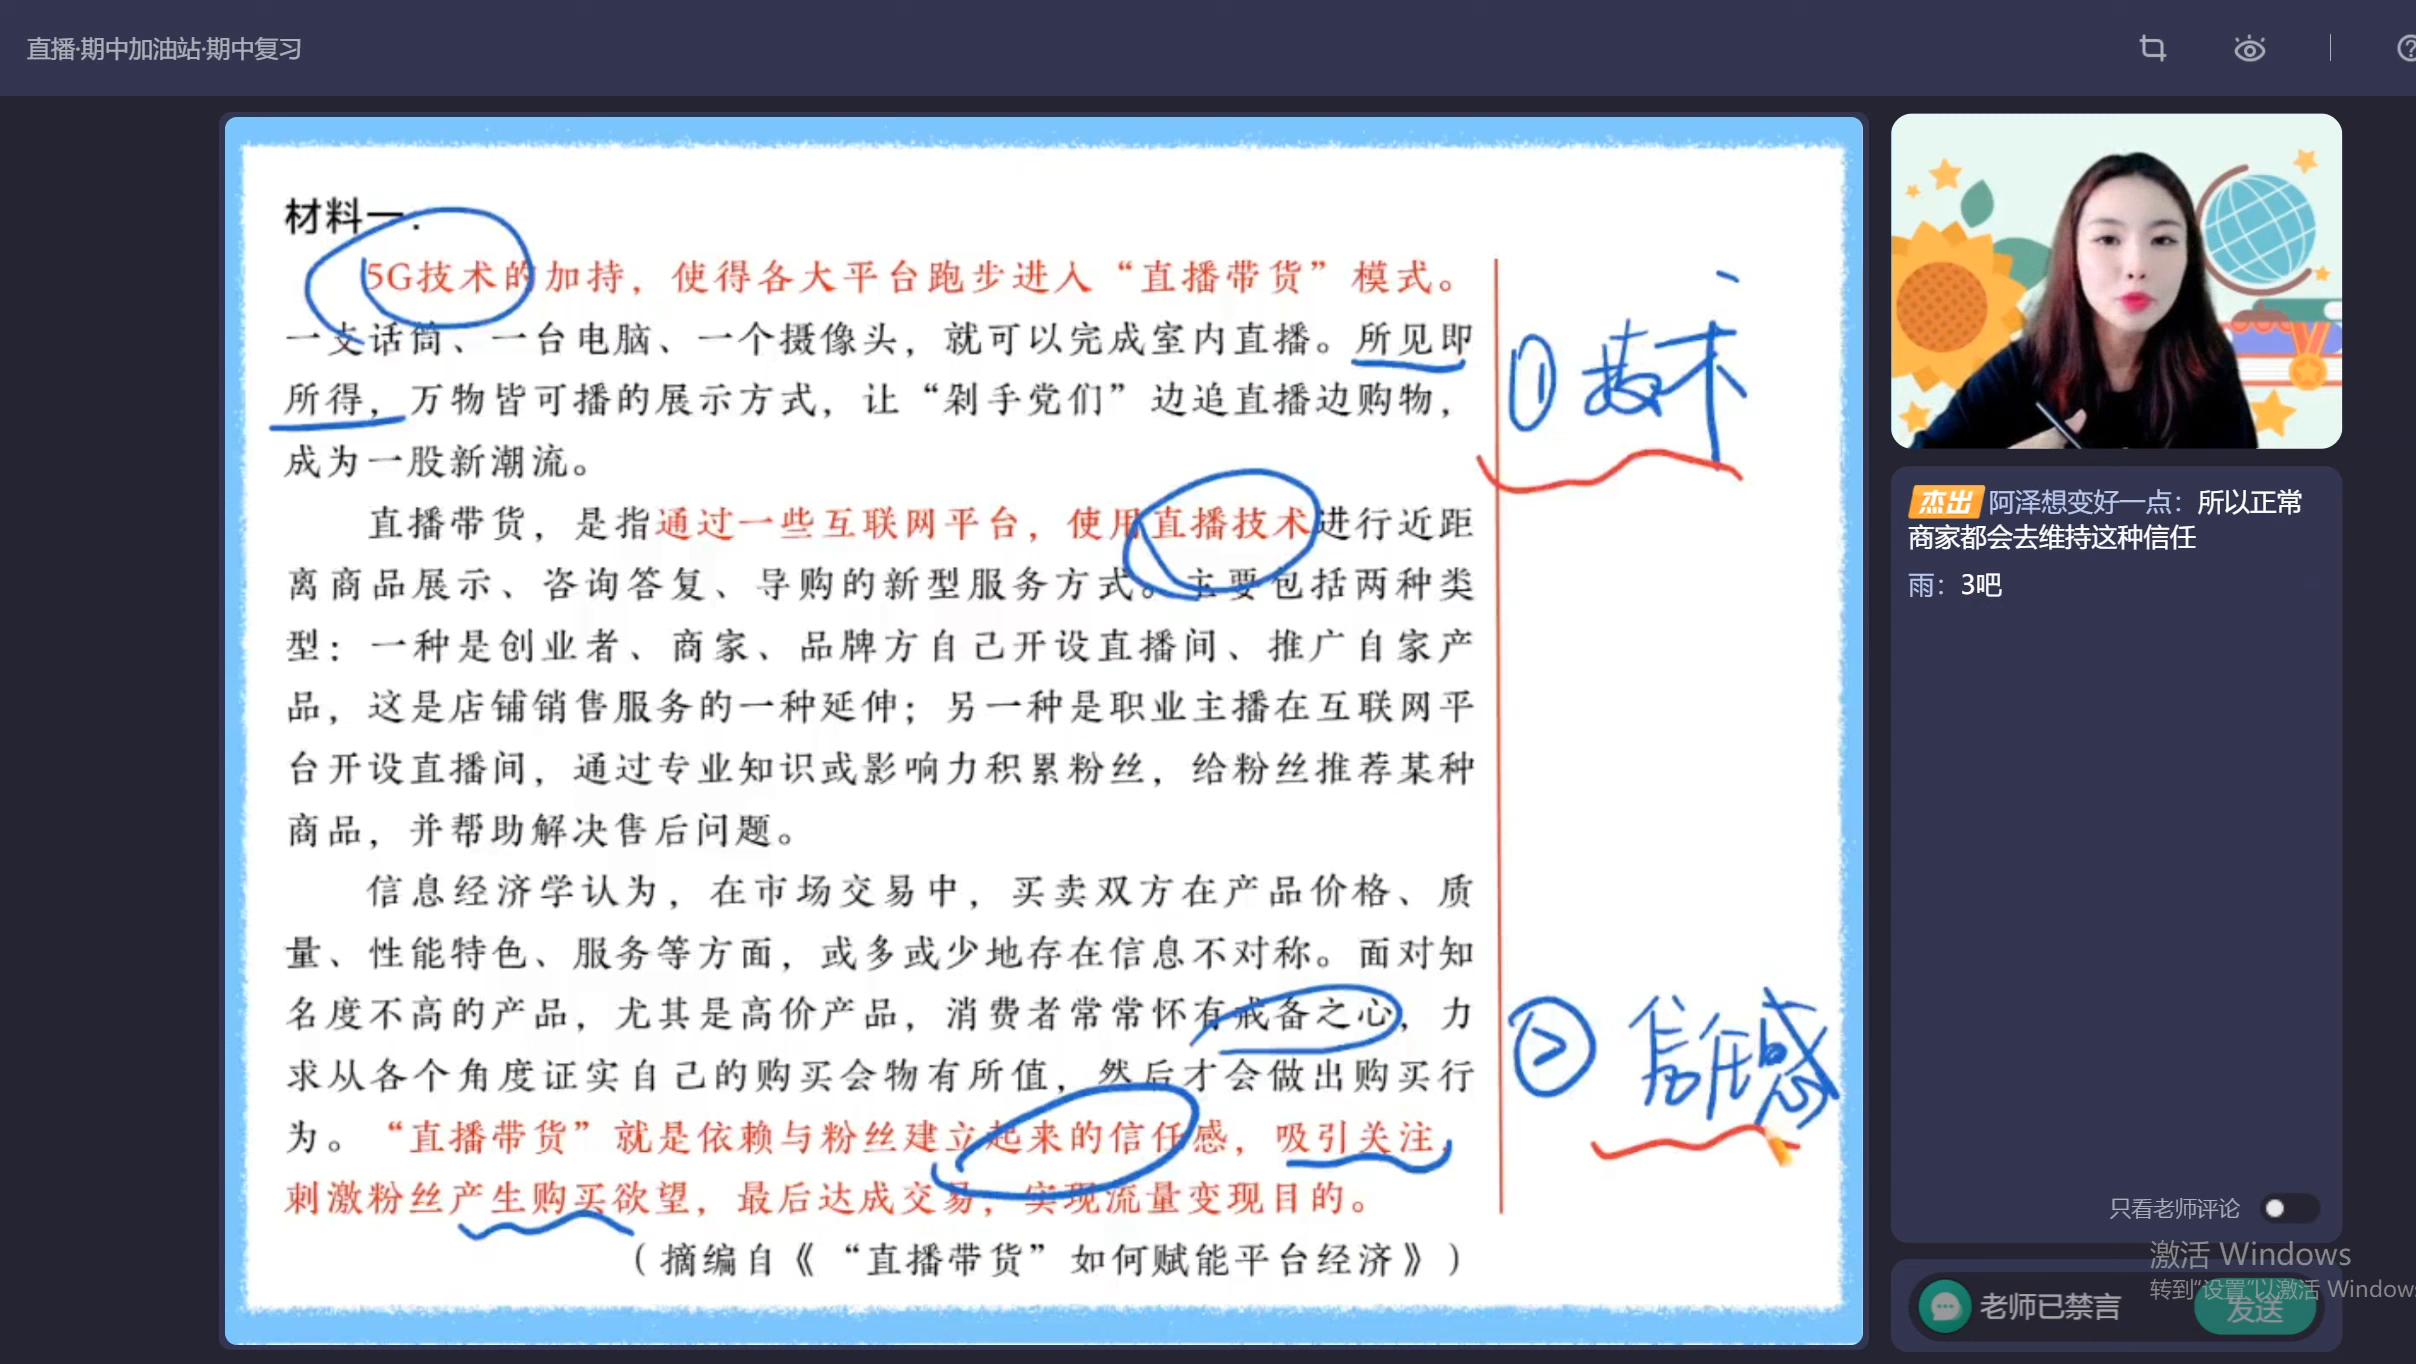 直播·期中加油站·期中复习
材料一：
5G技术的加持，使得各大平台跑步进入“直播带货”模式。
一支话筒、一台电脑、一个摄像头，就可以完成室内直播。所见即
所得，万物皆可播的展示方式，让“剁手党们”边追直播边购物，
成为一股新潮流。
直播带货，是指通过一些互联网平台，使用直播技术进行近距
离商品展示、咨询答复、导购的新型服务方式。主要包括两种类
型：一种是创业者、商家、品牌方自己开设直播间、推广自家产
品，这是店铺销售服务的一种延伸；另一种是职业主播在互联网平
台开设直播间，通过专业知识或影响力积累粉丝，给粉丝推荐某种
商品，并帮助解决售后问题。
信息经济学认为，在市场交易中，买卖双方在产品价格、质
量、性能特色、服务等方面，或多或少地存在信息不对称。面对知
名度不高的产品，尤其是高价产品，消费者常常怀有戒备之心，力
求从各个角度证实自己的购买会物有所值，然后才会做出购买行
为。“直播带货”就是依赖与粉丝建立起来的信任感，吸引关注，
刺激粉丝产生购买欲望，最后达成交易，实现流量变现目的。
（摘编自《“直播带货”如何赋能平台经济》）
①技术
②信任感
杰出 阿泽想变好一点：所以正常
商家都会去维持这种信任
雨：3吧
只看老师评论
激活 Windows
转到“设置”以激活 Windows
老师已禁言
发送